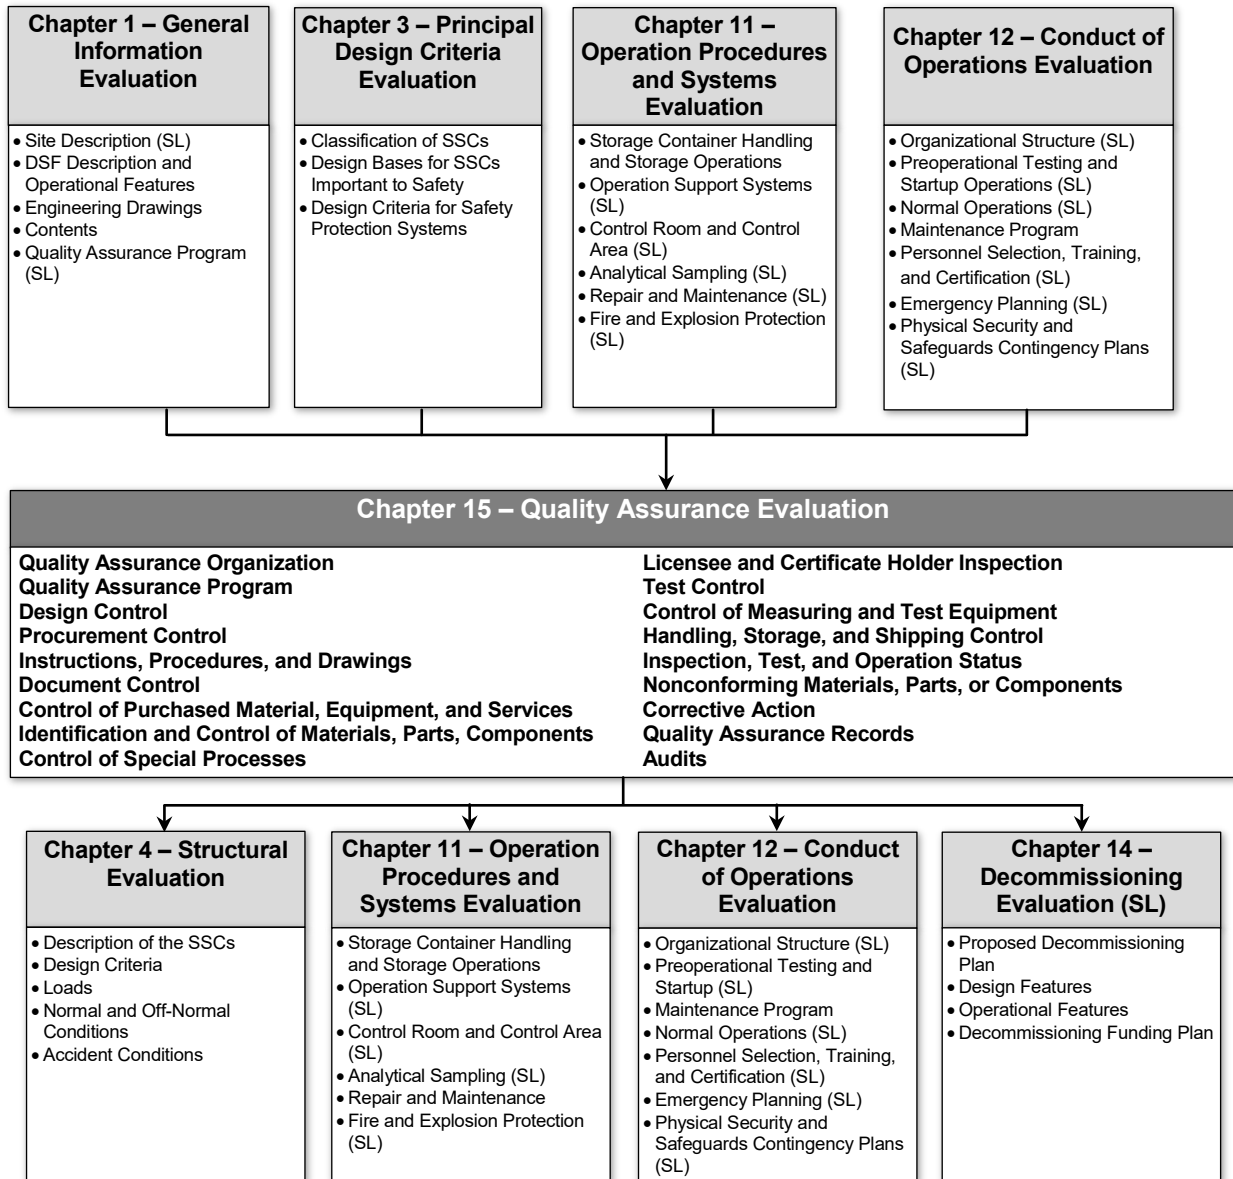 Chapter 1 – General
Information
Evaluation
• Site Description (SL)
• DSF Description and
Operational Features
• Engineering Drawings
• Contents
• Quality Assurance Program
(SL)
Chapter 3 – Principal
Design Criteria
Evaluation
• Classification of SSCs
• Design Bases for SSCs
Important to Safety
• Design Criteria for Safety
Protection Systems
Chapter 11 –
Operation Procedures
and Systems
Evaluation
• Storage Container Handling
and Storage Operations
• Operation Support Systems
(SL)
• Control Room and Control
Area (SL)
• Analytical Sampling (SL)
• Repair and Maintenance (SL)
• Fire and Explosion Protection
(SL)
Chapter 12 – Conduct of
Operations Evaluation
• Organizational Structure (SL)
• Preoperational Testing and
Startup Operations (SL)
• Normal Operations (SL)
• Maintenance Program
• Personnel Selection, Training,
and Certification (SL)
• Emergency Planning (SL)
• Physical Security and
Safeguards Contingency Plans
(SL)
Chapter 15 – Quality Assurance Evaluation
Quality Assurance Organization
Quality Assurance Program
Design Control
Procurement Control
Instructions, Procedures, and Drawings
Document Control
Control of Purchased Material, Equipment, and Services
Identification and Control of Materials, Parts, Components
Control of Special Processes
Licensee and Certificate Holder Inspection
Test Control
Control of Measuring and Test Equipment
Handling, Storage, and Shipping Control
Inspection, Test, and Operation Status
Nonconforming Materials, Parts, or Components
Corrective Action
Quality Assurance Records
Audits
Chapter 4 – Structural
Evaluation
• Description of the SSCs
• Design Criteria
• Loads
• Normal and Off-Normal
Conditions
• Accident Conditions
Chapter 11 – Operation
Procedures and
Systems Evaluation
• Storage Container Handling
and Storage Operations
• Operation Support Systems
(SL)
• Control Room and Control Area
(SL)
• Analytical Sampling (SL)
• Repair and Maintenance
• Fire and Explosion Protection
(SL)
Chapter 12 – Conduct
of Operations
Evaluation
• Organizational Structure (SL)
• Preoperational Testing and
Startup (SL)
• Maintenance Program
• Normal Operations (SL)
• Personnel Selection, Training,
and Certification (SL)
• Emergency Planning (SL)
• Physical Security and
Safeguards Contingency Plans
(SL)
Chapter 14 –
Decommissioning
Evaluation (SL)
• Proposed Decommissioning
Plan
• Design Features
• Operational Features
• Decommissioning Funding Plan